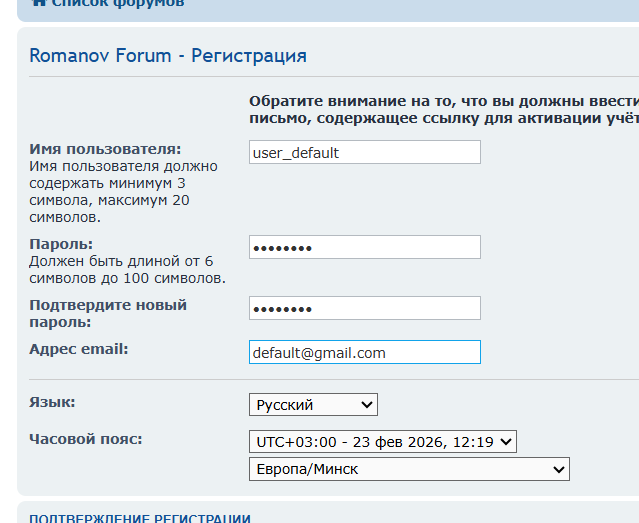 Список форумов
Romanov Forum - Регистрация
Обратите внимание на то, что вы должны ввести
письмо, содержащее ссылку для активации учёт
Имя пользователя:
Имя пользователя должно
содержать минимум 3
символа, максимум 20
символов.
user_default
Пароль:
Должен быть длиной от 6
символов до 100 символов.
••••••••
Подтвердите новый
пароль:
••••••••
Адрес email:
default@gmail.com
Язык:
Русский
Часовой пояс:
UTC+03:00 - 23 фев 2026, 12:19
Европа/Минск
ПОДТВЕРЖДЕНИЕ РЕГИСТРАЦИИ